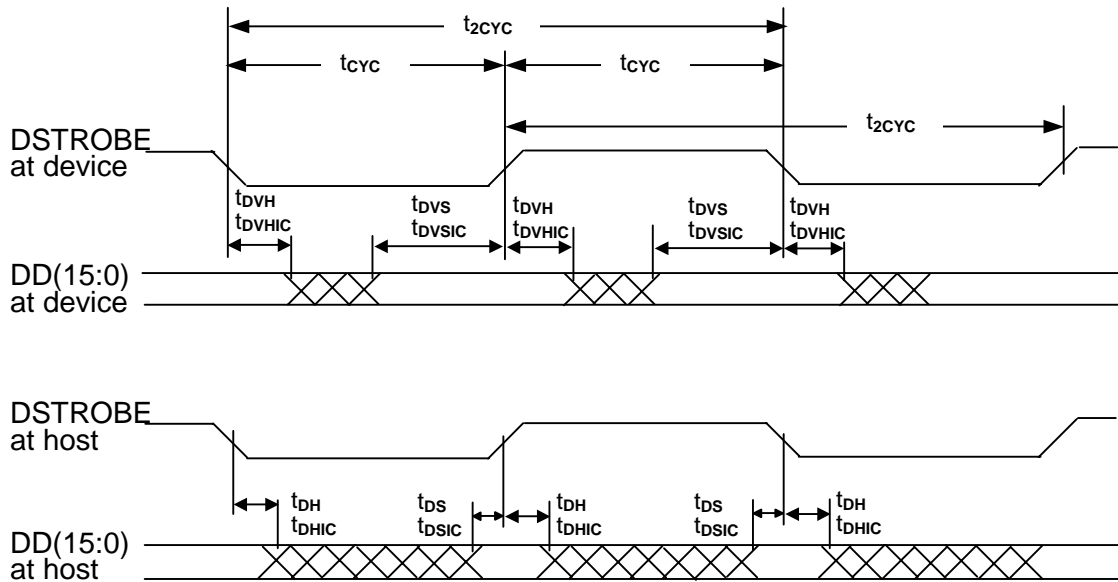 t2CYC
tCYC tCYC
t2CYC
DSTROBE
at device
tDVH tDVS tDVH tDVS tDVH
tDVHIC tDVSIC tDVHIC tDVSIC tDVHIC
DD(15:0)
at device
DSTROBE
at host
tDH tDS tDH tDS tDH
tDHIC tDSIC tDHIC tDSIC tDHIC
DD(15:0)
at host